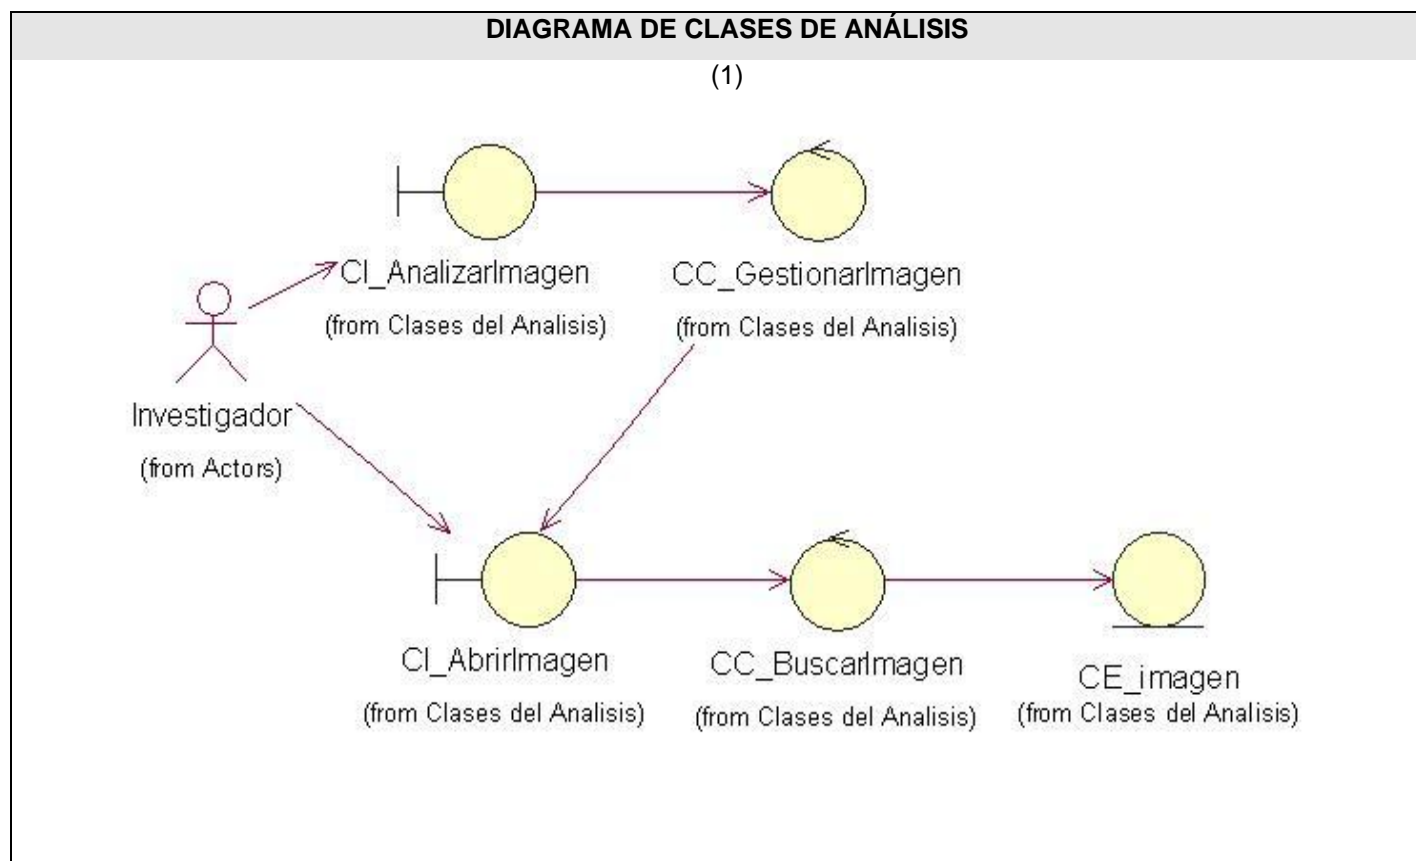 DIAGRAMA DE CLASES DE ANÁLISIS
(1)
CI_AnalizarImagen
(from Clases del Analisis)
CC_GestionarImagen
(from Clases del Analisis)
Investigador
(from Actors)
CI_AbrirImagen
(from Clases del Analisis)
CC_BuscarImagen
(from Clases del Analisis)
CE_imagen
(from Clases del Analisis)